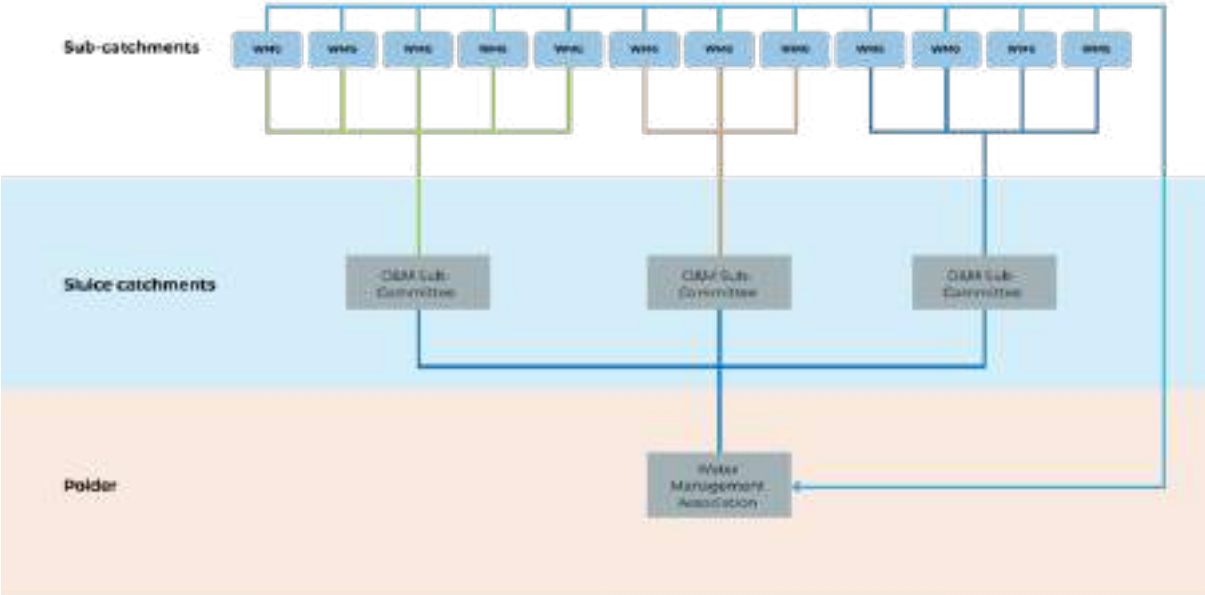 Sub-catchments
WMG WMG WMG WMG WMG WMG WMG WMG WMG WMG WMG WMG
Sluice catchments
O&M Sub-
Committee
O&M Sub-
Committee
O&M Sub-
Committee
Polder
Water
Management
Association